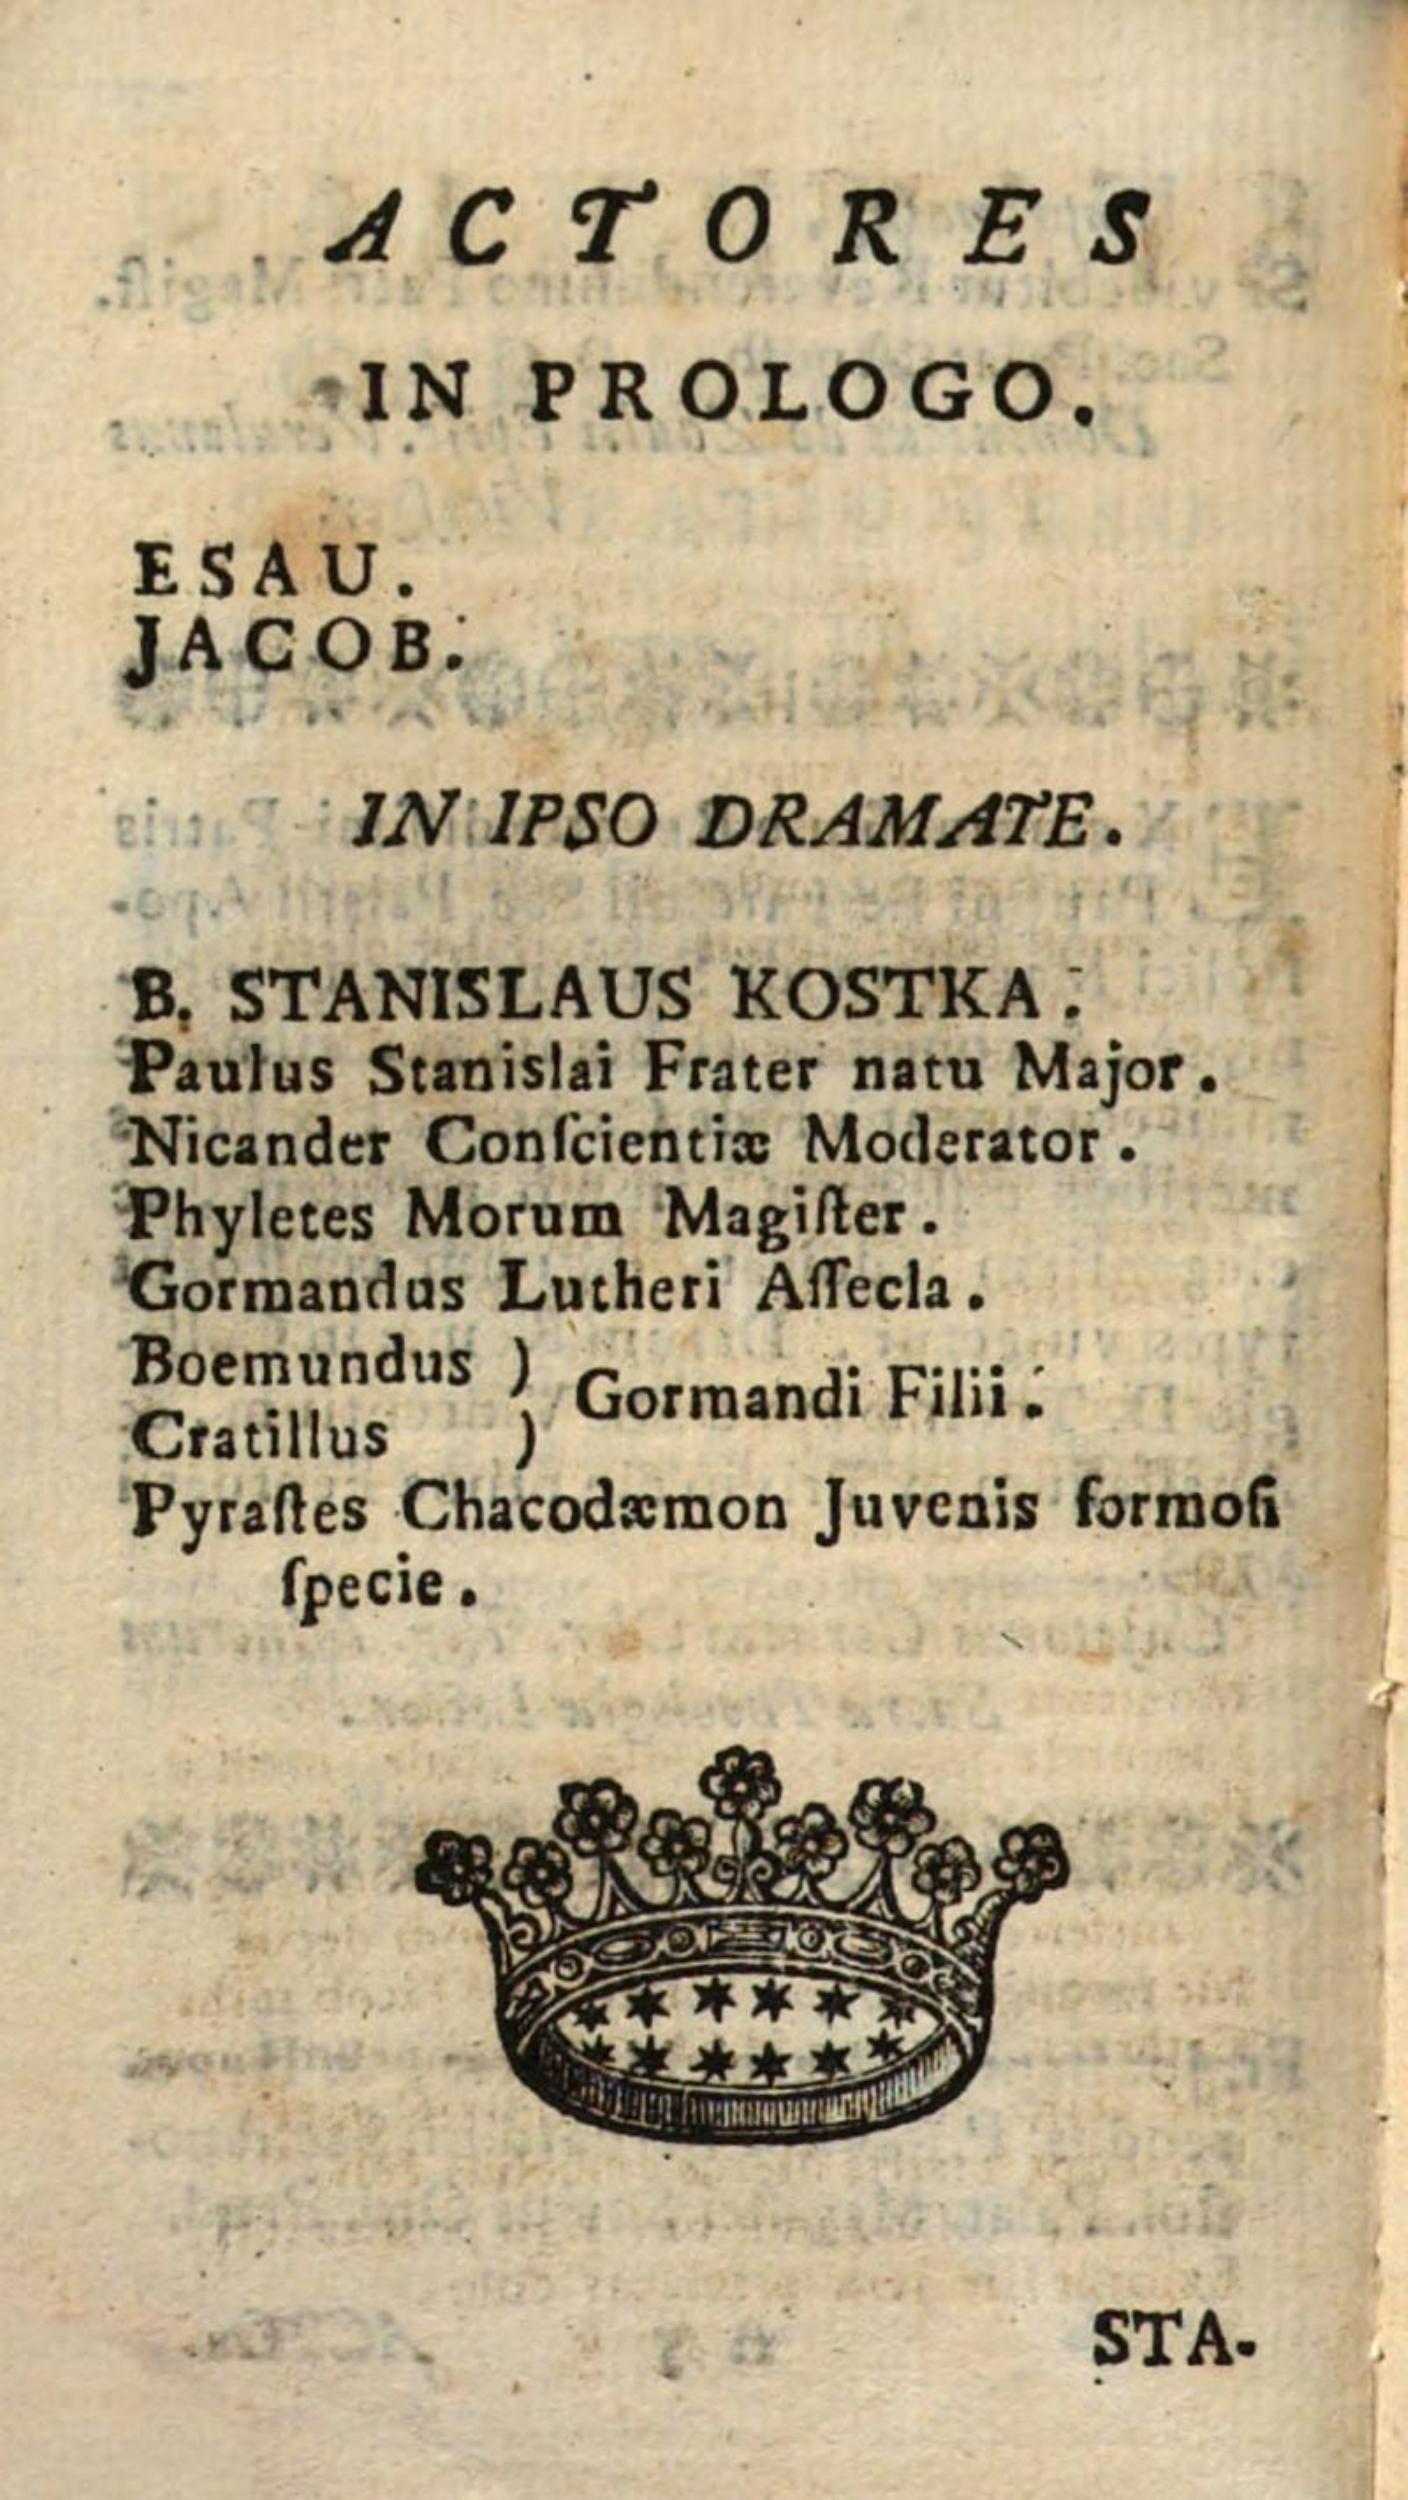 ACTORES
IN PROLOGO.
ESAU.
JACOB.
IN IPSO DRAMATE.
B. STANISLAUS KOSTKA.
Paulus Stanislai Frater natu Major.
Nicander Conſcientiæ Moderator.
Phyletes Morum Magiſter.
Gormandus Lutheri Aſſecla.
Boemundus )
Gormandi Filii.
Cratillus )
Pyraſtes Chacodæmon Juvenis formoſi
ſpecie.
STA-